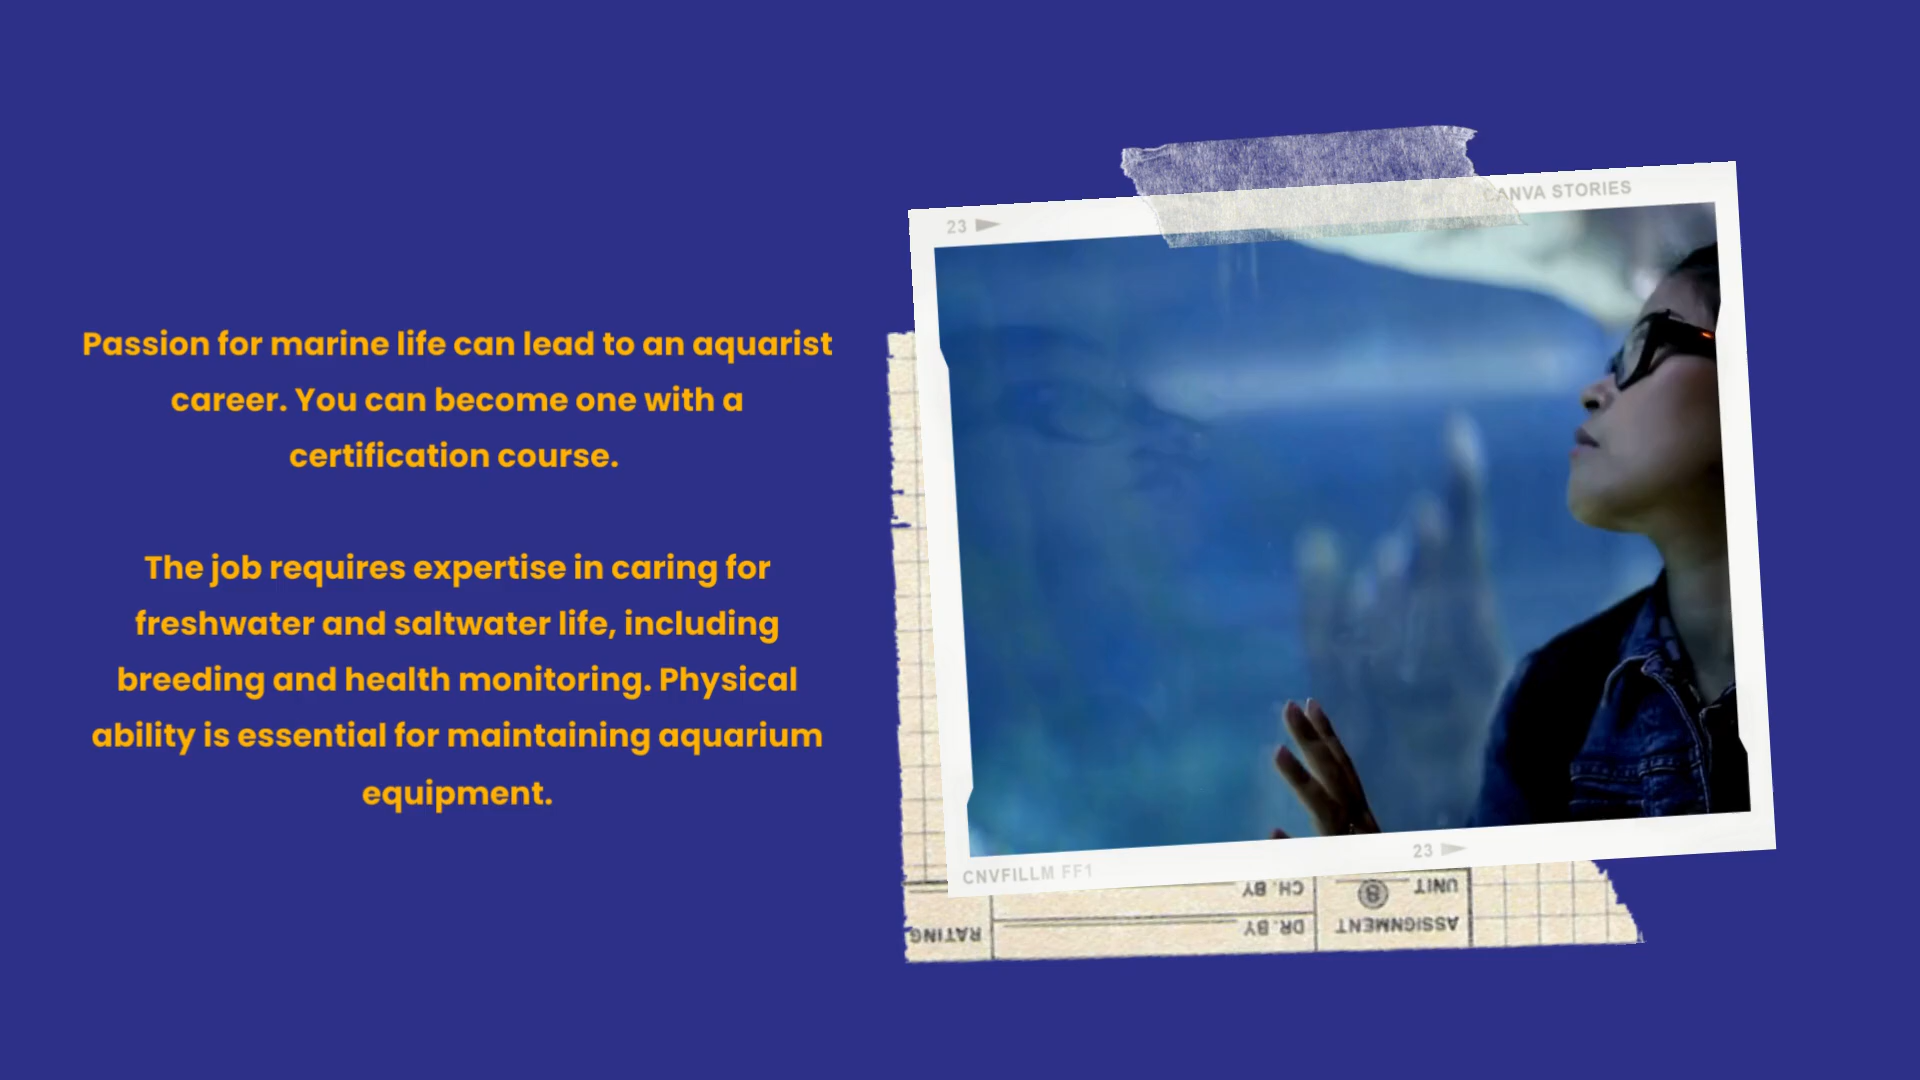 Passion for marine life can lead to an aquarist
career. You can become one with a
certification course.
The job requires expertise in caring for
freshwater and saltwater life, including
breeding and health monitoring. Physical
ability is essential for maintaining aquarium
equipment.
23
CANVA STORIES
CNVFILLM FF1
23
CH. BY
8
UNIT
RATING
DR. BY
ASSIGNMENT